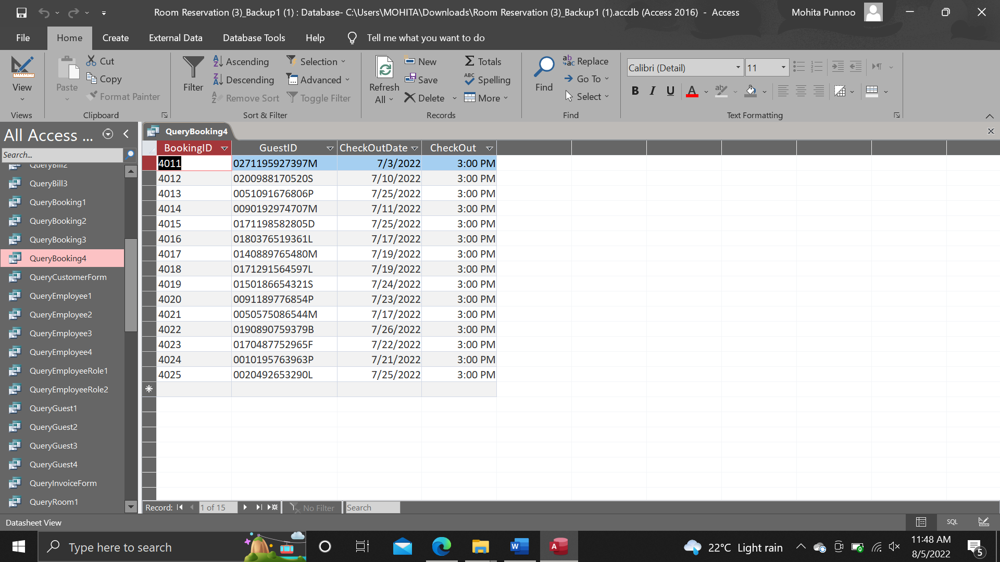 Room Reservation (3)_Backup1 (1) : Database- C:\Users\MOHITA\Downloads\Room Reservation (3)_Backup1 (1).accdb (Access 2016) - Access
Mohita Punnoo
File Home Create External Data Database Tools Help Tell me what you want to do
View
Views
Paste
Cut
Copy
Format Painter
Clipboard
Filter
Ascending
Descending
Remove Sort
Selection
Advanced
Toggle Filter
Sort & Filter
Refresh
All
New
Save
Delete
Totals
Spelling
More
Records
Find
Replace
Go To
Select
Find
Calibri (Detail) 11
B I U A
Text Formatting
All Access ...
Search...
QueryBill2
QueryBill3
QueryBooking1
QueryBooking2
QueryBooking3
QueryBooking4
QueryCustomerForm
QueryEmployee1
QueryEmployee2
QueryEmployee3
QueryEmployee4
QueryEmployeeRole1
QueryEmployeeRole2
QueryGuest1
QueryGuest2
QueryGuest3
QueryGuest4
QueryInvoiceForm
QueryRoom1
QueryBooking4
BookingID GuestID CheckOutDate CheckOut
4011 0271195927397M 7/3/2022 3:00 PM
4012 0200988170520S 7/10/2022 3:00 PM
4013 0051091676806P 7/25/2022 3:00 PM
4014 0090192974707M 7/11/2022 3:00 PM
4015 0171198582805D 7/25/2022 3:00 PM
4016 0180376519361L 7/17/2022 3:00 PM
4017 0140889765480M 7/19/2022 3:00 PM
4018 0171291564597L 7/19/2022 3:00 PM
4019 0150186654321S 7/24/2022 3:00 PM
4020 0091189776854P 7/23/2022 3:00 PM
4021 0050575086544M 7/17/2022 3:00 PM
4022 0190890759379B 7/26/2022 3:00 PM
4023 0170487752965F 7/22/2022 3:00 PM
4024 0010195763963P 7/21/2022 3:00 PM
4025 0020492653290L 7/25/2022 3:00 PM
Record: 1 of 15 No Filter Search
Datasheet View
SQL
Type here to search
22°C Light rain
11:48 AM
8/5/2022
5